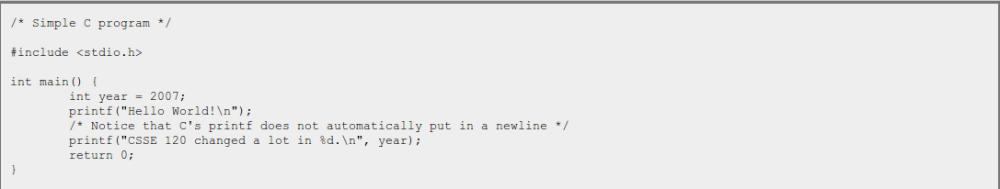 /* Simple C program */
#include <stdio.h>
int main() {
int year = 2007;
printf("Hello World!\n");
/* Notice that C's printf does not automatically put in a newline */
printf("CSSE 120 changed a lot in %d.\n", year);
return 0;
}